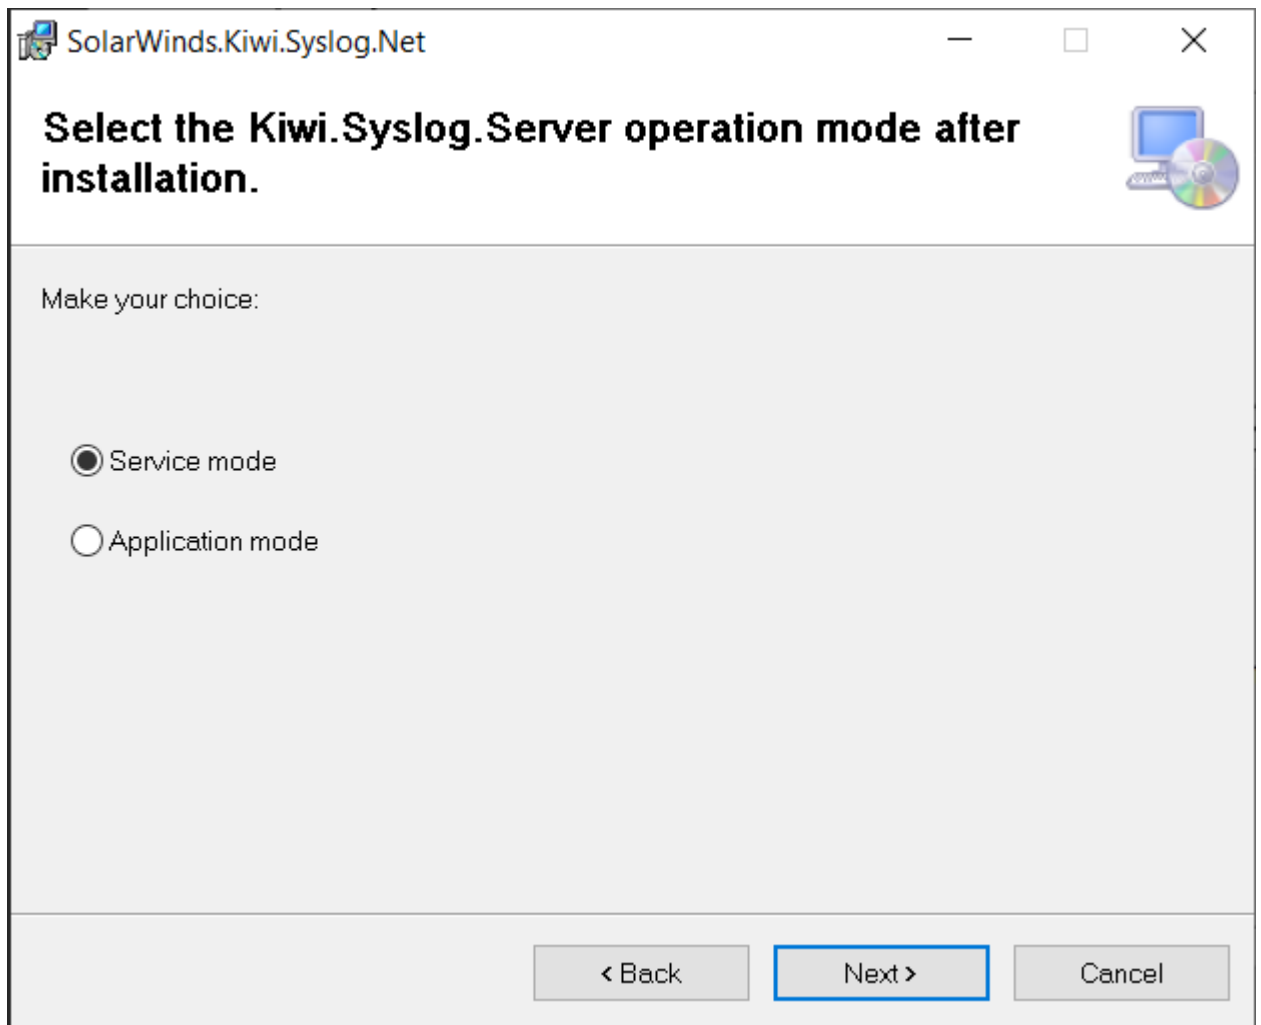 SolarWinds.Kiwi.Syslog.Net
Select the Kiwi.Syslog.Server operation mode after
installation.
Make your choice:
Service mode
Application mode
< Back
Next >
Cancel